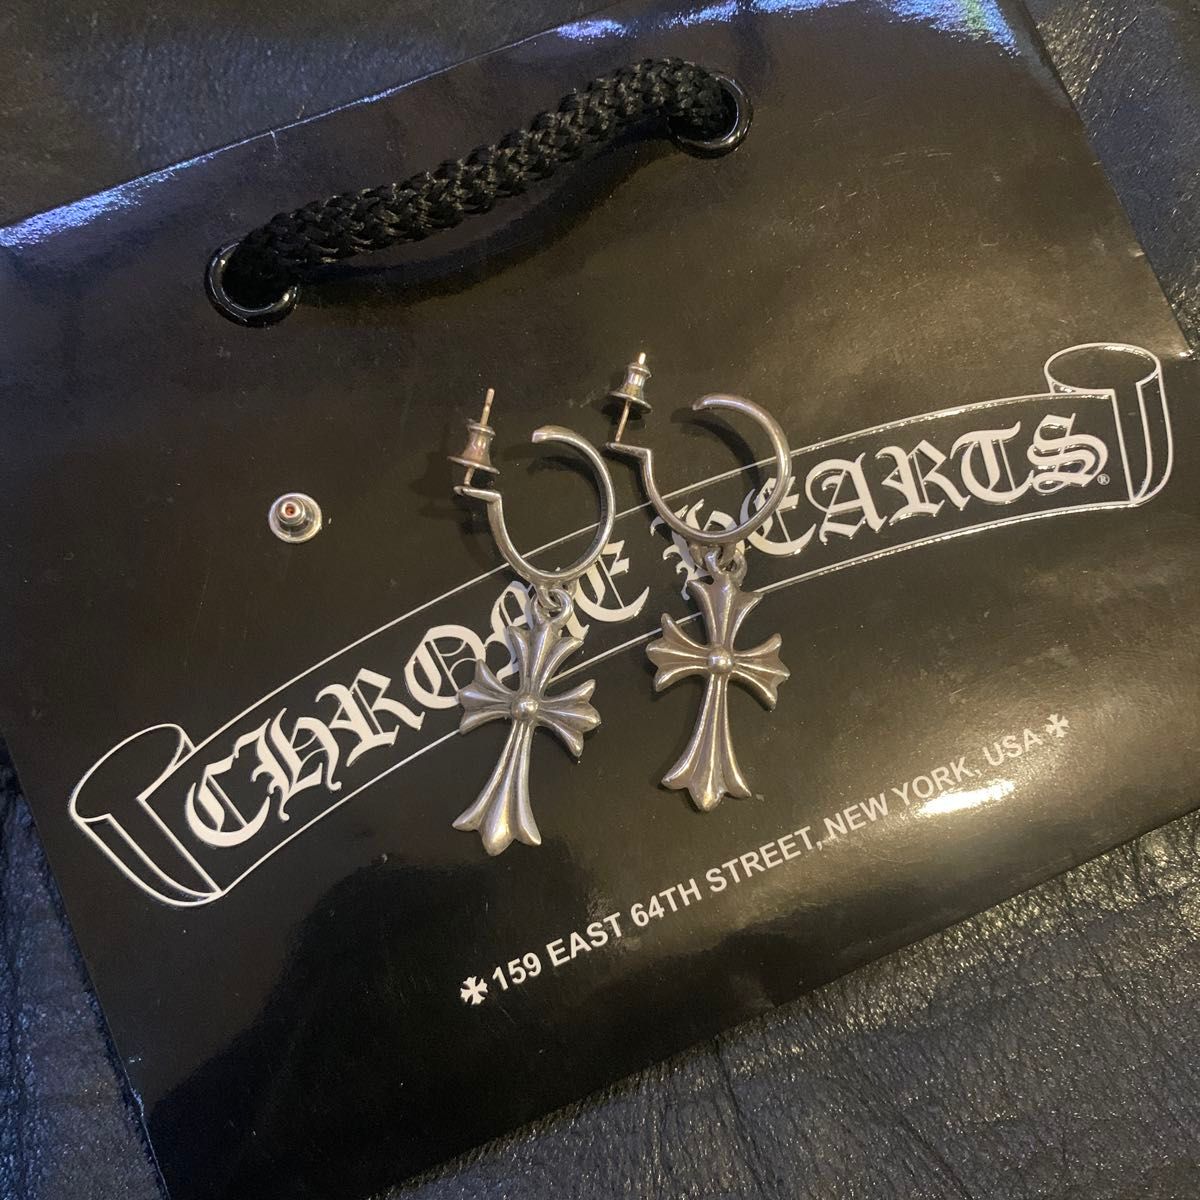 CHROME HEARTS®
159 EAST 64TH STREET, NEW YORK, USA